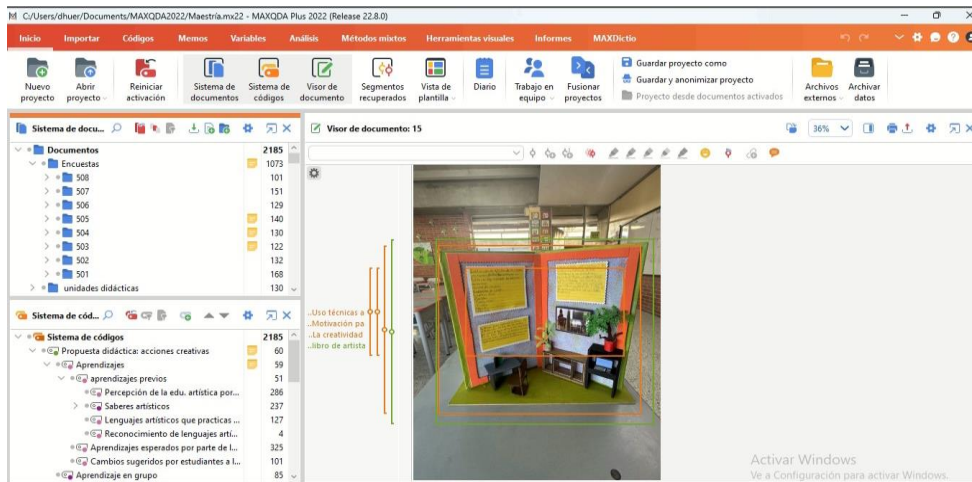 C:/Users/dhuer/Documents/MAXQDA2022/Maestría.mx22 - MAXQDA Plus 2022 (Release 22.8.0)
Inicio Importar Códigos Memos Variables Análisis Métodos mixtos Herramientas visuales Informes MAXDictio
Nuevo proyecto
Abrir proyecto
Reiniciar activación
Sistema de documentos
Sistema de códigos
Visor de documento
Segmentos recuperados
Vista de plantilla
Diario
Trabajo en equipo
Fusionar proyectos
Guardar proyecto como
Guardar y anonimizar proyecto
Proyecto desde documentos activados
Archivos externos
Archivar datos
Sistema de docu...
Documentos 2185
Encuestas 1073
508 101
507 151
506 129
505 140
504 130
503 122
502 132
501 168
unidades didácticas 130
Sistema de cód...
Sistema de códigos 2185
Propuesta didáctica: acciones creativas 60
Aprendizajes 59
aprendizajes previos 51
Percepción de la edu. artística por... 286
Saberes artísticos 237
Lenguajes artísticos que practicas ... 127
Reconocimiento de lenguajes artí... 4
Aprendizajes esperados por parte de l... 325
Cambios sugeridos por estudiantes a l... 101
Aprendizaje en grupo 85
Visor de documento: 15
36%
..Uso técnicas a
..Motivación pa
..La creatividad
..libro de artista
Activar Windows
Ve a Configuración para activar Windows.